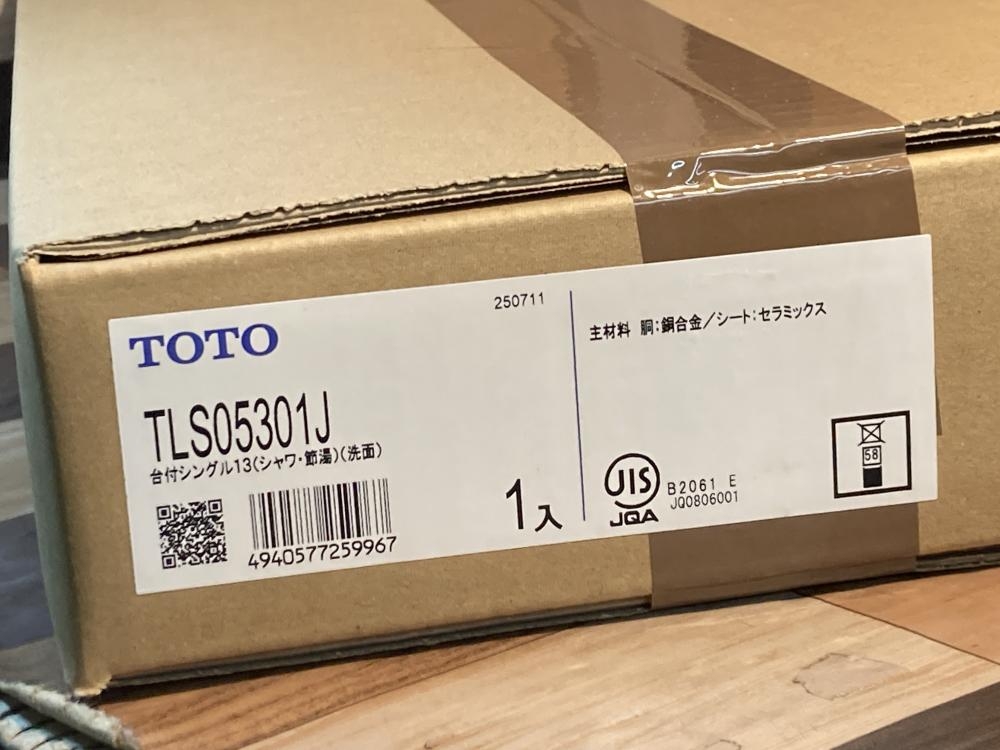 250711
TOTO
TLS05301J
台付シングル13(シャワ・節湯)(洗面)
4940577259967
1入
主材料 胴:銅合金/シート:セラミックス
JIS
JQA
B2061 E
JQ0806001
58